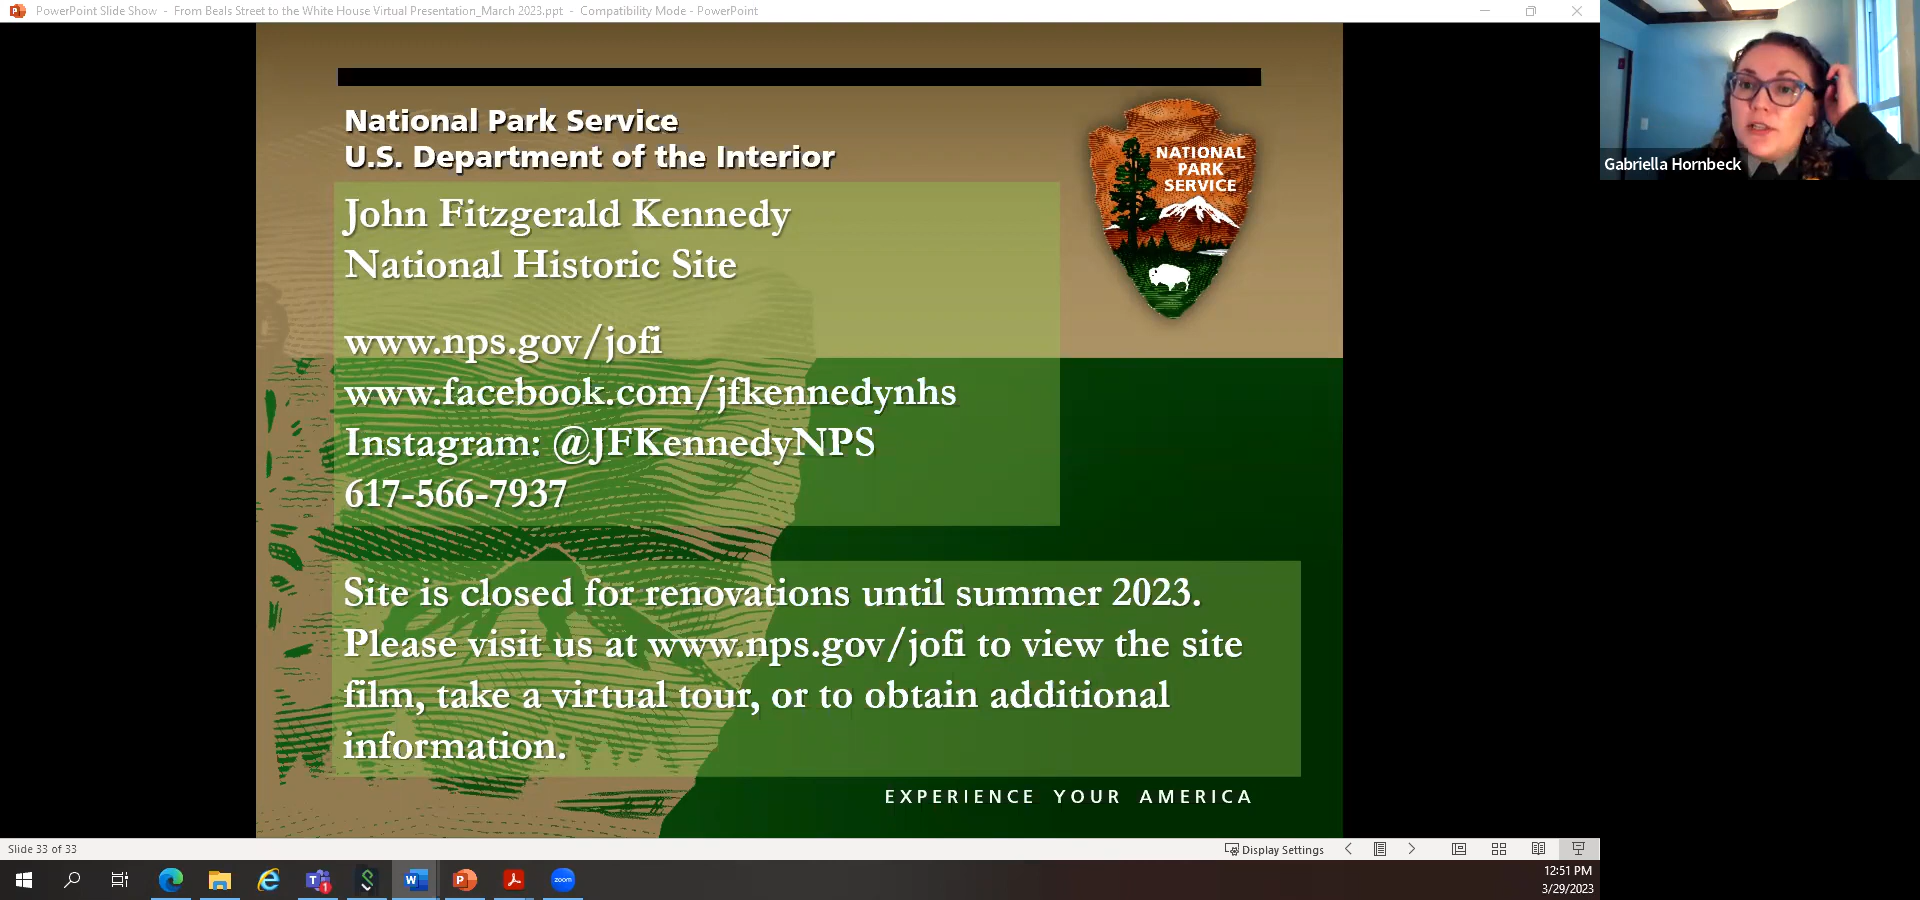 PowerPoint Slide Show - From Beals Street to the White House Virtual Presentation_March 2023.ppt - Compatibility Mode - PowerPoint
National Park Service
U.S. Department of the Interior
NATIONAL
PARK
SERVICE
John Fitzgerald Kennedy
National Historic Site
www.nps.gov/jofi
www.facebook.com/jfkennedynhs
Instagram: @JFKennedyNPS
617-566-7937
Site is closed for renovations until summer 2023.
Please visit us at www.nps.gov/jofi to view the site
film, take a virtual tour, or to obtain additional
information.
EXPERIENCE YOUR AMERICA
Gabriella Hornbeck
Slide 33 of 33
Display Settings
zoom
12:51 PM
3/29/2023